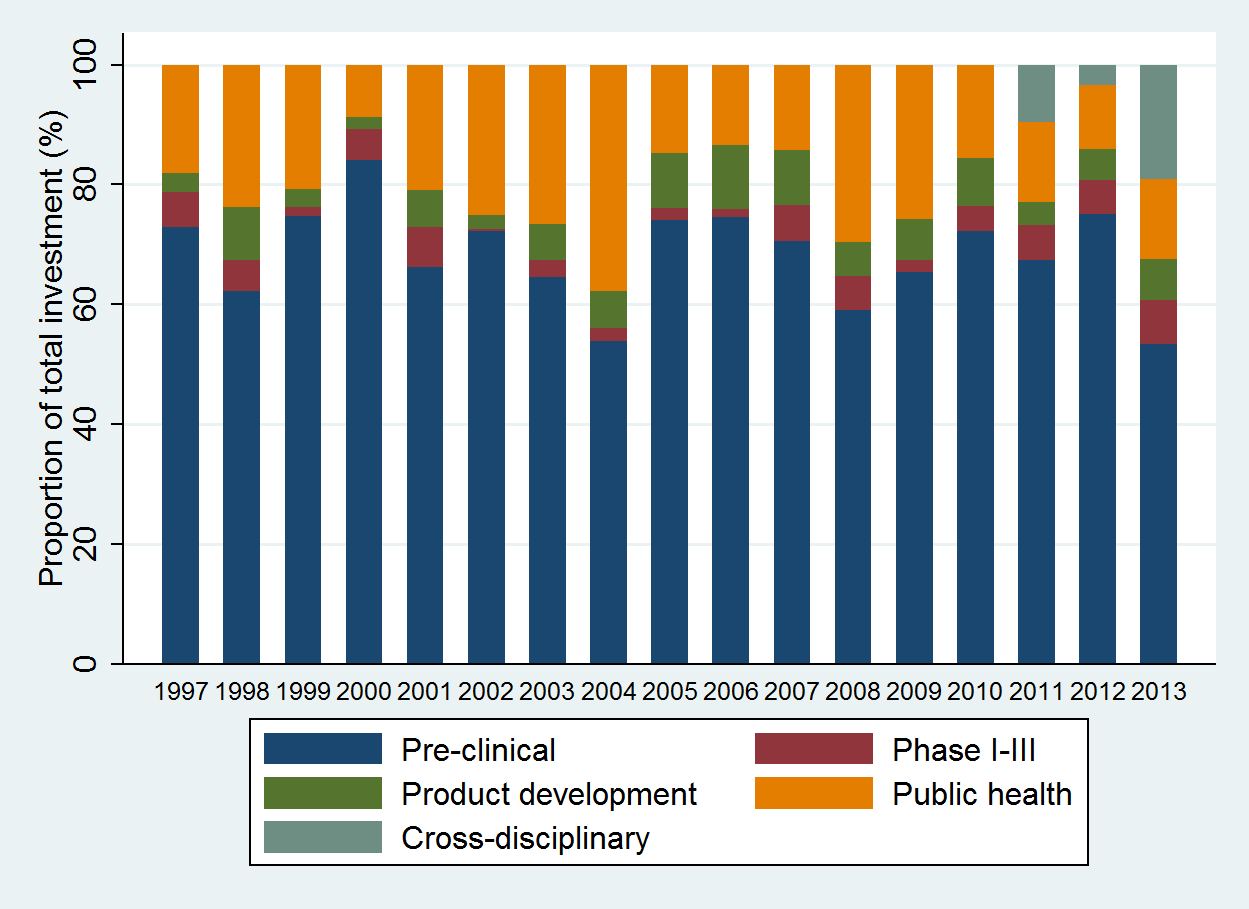 Proportion of total investment (%)
100
80
60
40
20
0
1997 1998 1999 2000 2001 2002 2003 2004 2005 2006 2007 2008 2009 2010 2011 2012 2013
Pre-clinical Phase I-III
Product development Public health
Cross-disciplinary